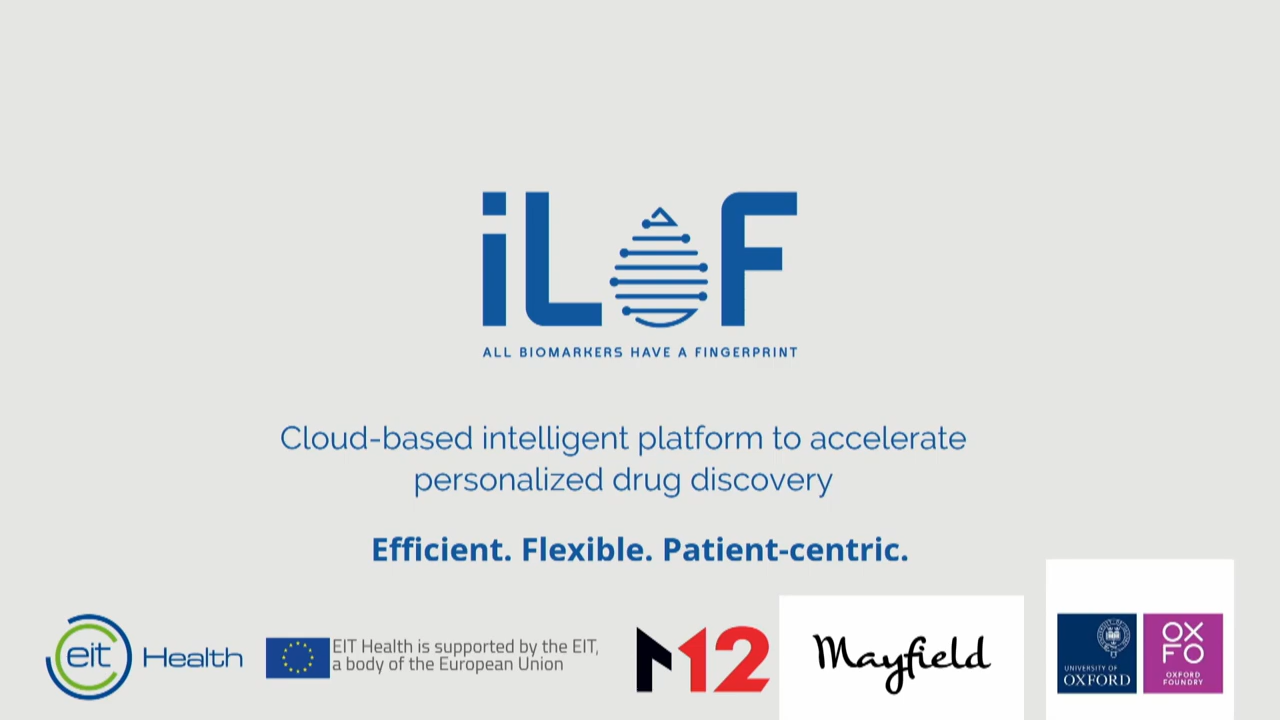 iLoF
ALL BIOMARKERS HAVE A FINGERPRINT
Cloud-based intelligent platform to accelerate
personalized drug discovery
Efficient. Flexible. Patient-centric.
eit Health
EIT Health is supported by the EIT,
a body of the European Union
M12
Mayfield
UNIVERSITY OF
OXFORD
OX
FO
OXFORD
FOUNDRY